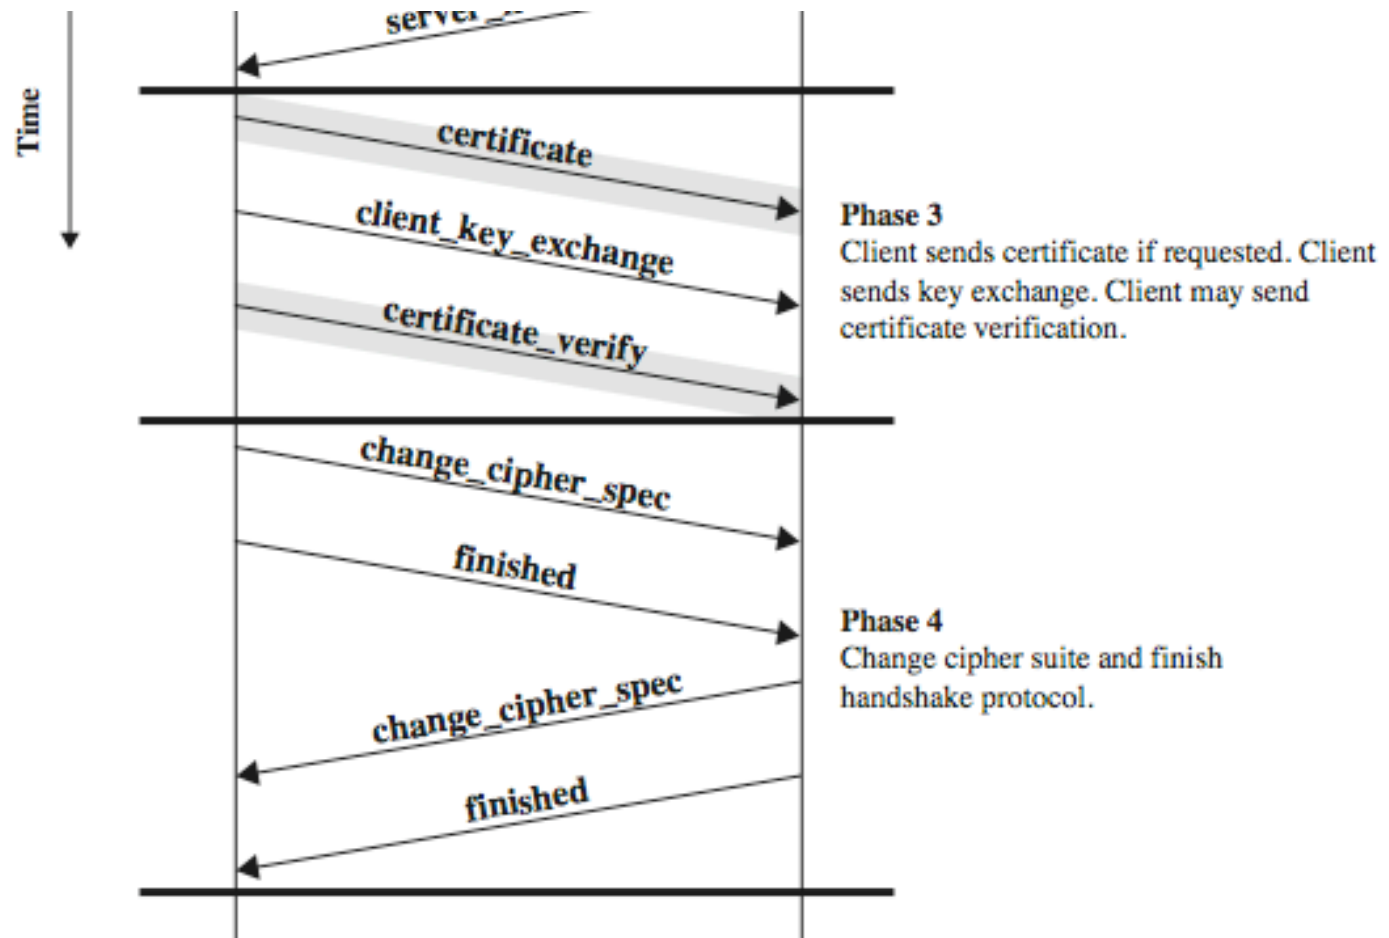 Time
certificate
client_key_exchange
certificate_verify
Phase 3
Client sends certificate if requested. Client
sends key exchange. Client may send
certificate verification.
change_cipher_spec
finished
change_cipher_spec
finished
Phase 4
Change cipher suite and finish
handshake protocol.